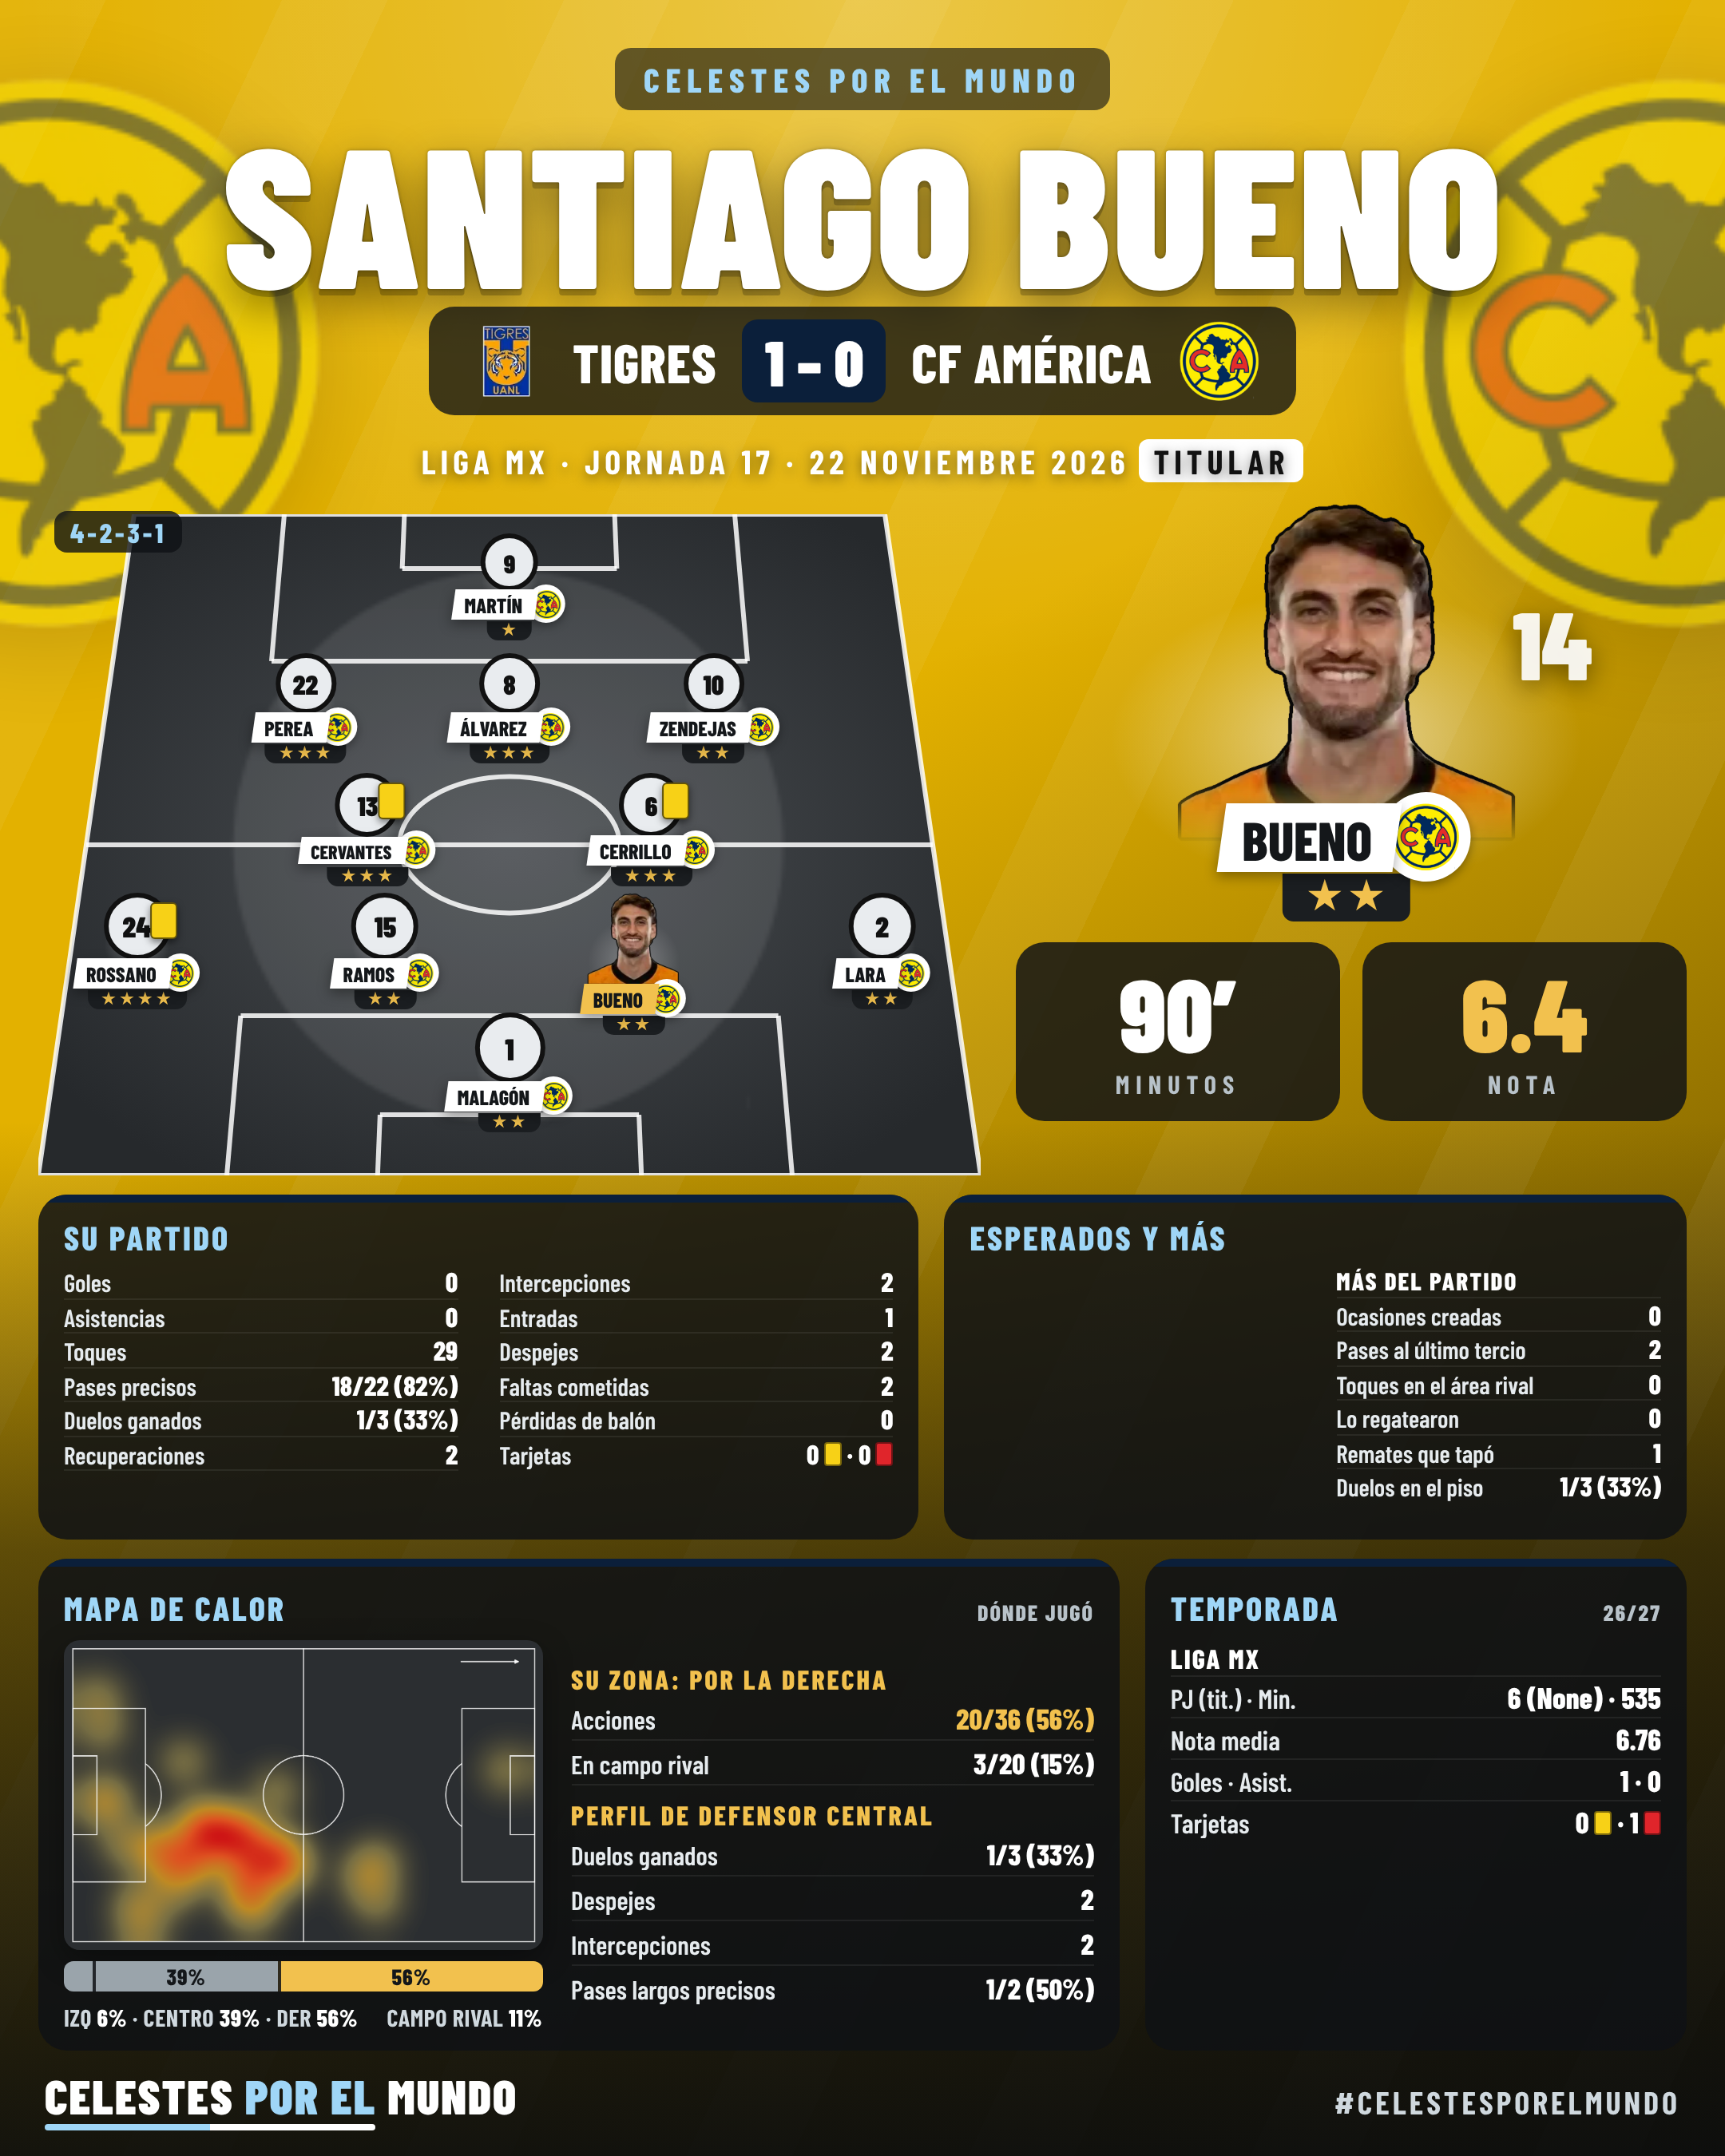 CELESTES POR EL MUNDO
SANTIAGO BUENO
TIGRES UANL TIGRES 1 - 0 CF AMÉRICA C A
LIGA MX · JORNADA 17 · 22 NOVIEMBRE 2026 TITULAR
4-2-3-1
9
MARTÍN
22 8 10
PEREA ÁLVAREZ ZENDEJAS
13 6
CERVANTES CERRILLO
24 15 2
ROSSANO RAMOS BUENO LARA
1
MALAGÓN
14
BUENO
90' 6.4
MINUTOS NOTA
SU PARTIDO
Goles 0
Asistencias 0
Toques 29
Pases precisos 18/22 (82%)
Duelos ganados 1/3 (33%)
Recuperaciones 2
Intercepciones 2
Entradas 1
Despejes 2
Faltas cometidas 2
Pérdidas de balón 0
Tarjetas 0 · 0
ESPERADOS Y MÁS
MÁS DEL PARTIDO
Ocasiones creadas 0
Pases al último tercio 2
Toques en el área rival 0
Lo regatearon 0
Remates que tapó 1
Duelos en el piso 1/3 (33%)
MAPA DE CALOR DÓNDE JUGÓ
39% 56%
IZQ 6% · CENTRO 39% · DER 56% CAMPO RIVAL 11%
SU ZONA: POR LA DERECHA
Acciones 20/36 (56%)
En campo rival 3/20 (15%)
PERFIL DE DEFENSOR CENTRAL
Duelos ganados 1/3 (33%)
Despejes 2
Intercepciones 2
Pases largos precisos 1/2 (50%)
TEMPORADA 26/27
LIGA MX
PJ (tit.) · Min. 6 (None) · 535
Nota media 6.76
Goles · Asist. 1 · 0
Tarjetas 0 · 1
CELESTES POR EL MUNDO
#CELESTESPORELMUNDO